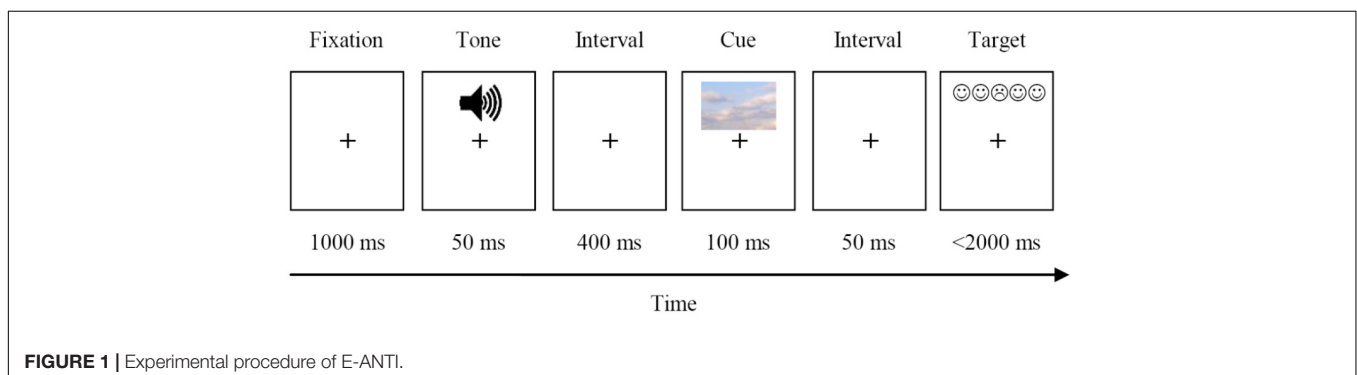 Fixation Tone Interval Cue Interval Target
+ + + + + +
1000 ms 50 ms 400 ms 100 ms 50 ms <2000 ms
Time
FIGURE 1 | Experimental procedure of E-ANTI.